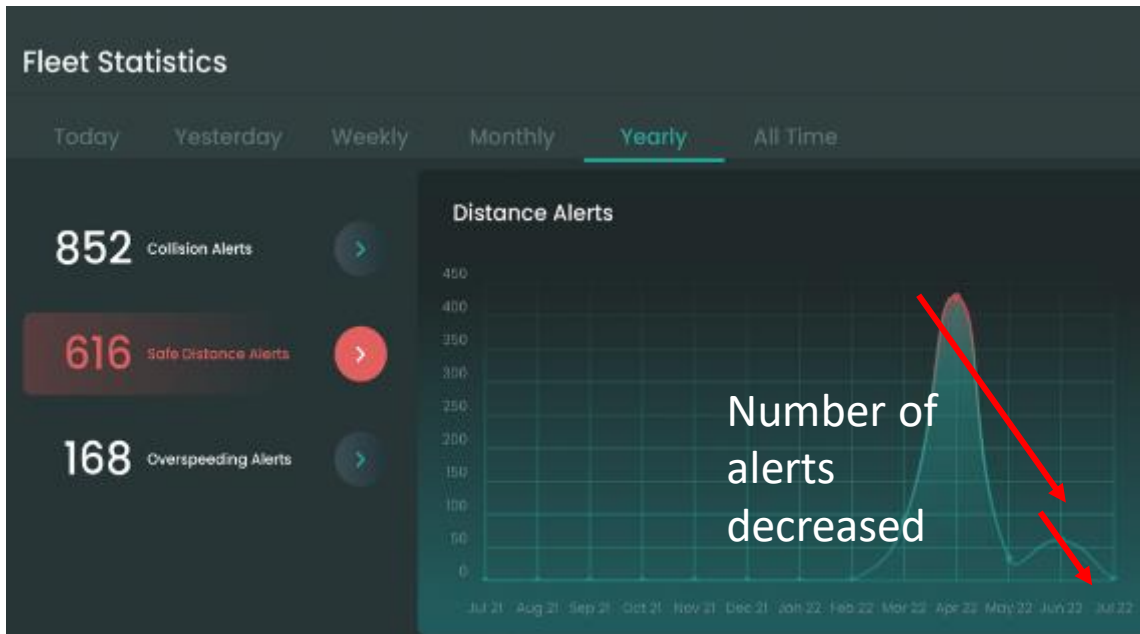 Fleet Statistics
Today Yesterday Weekly Monthly Yearly All Time
852 Collision Alerts
616 Safe Distance Alerts
168 Overspeeding Alerts
Distance Alerts
450
400
350
300
250
200
150
100
50
0
Jul 21 Aug 21 Sep 21 Oct 21 Nov 21 Dec 21 Jan 22 Feb 22 Mar 22 Apr 22 May 22 Jun 22 Jul 22
Number of
alerts
decreased